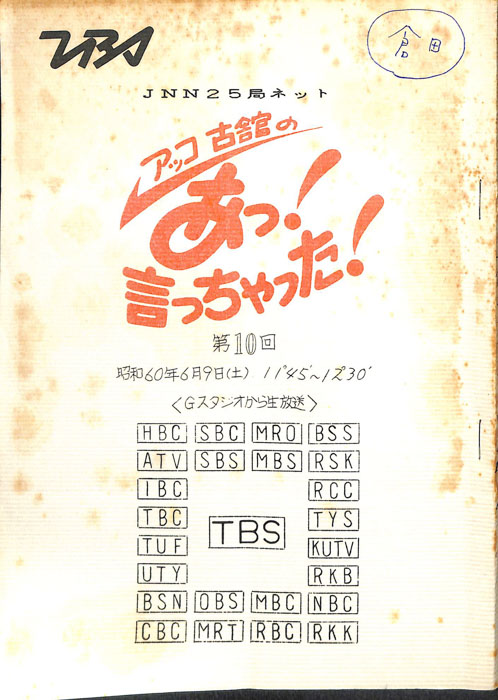 TBS
倉田
JNN25局ネット
アッコ 古舘の
あっ!
言っちゃった!
第10回
昭和60年6月9日(土) 11°45′~12°30′
<Gスタジオから生放送>
HBC SBC MRO BSS
ATV SBS MBS RSK
IBC RCC
TBC TYS
TBS
TUF KUTV
UTY RKB
BSN OBS MBC NBC
CBC MRT RBC RKK